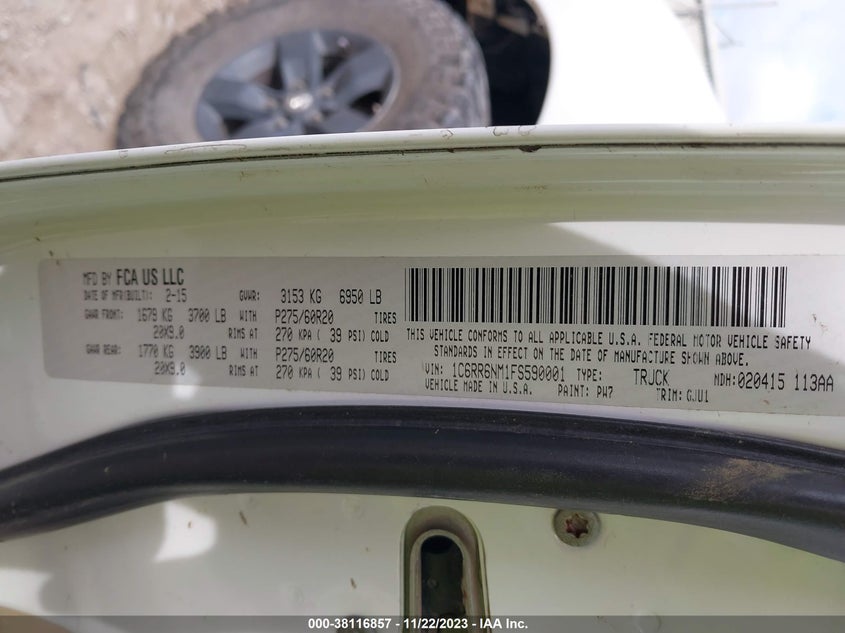 MFD BY FCA US LLC
DATE OF MFR(BUILT): 2-15 GVWR: 3153 KG 6950 LB
GAWR FRONT: 1679 KG 3700 LB WITH P275/60R20 TIRES
20X9.0 RIMS AT 270 KPA ( 39 PSI) COLD
GAWR REAR: 1770 KG 3900 LB WITH P275/60R20 TIRES
20X9.0 RIMS AT 270 KPA ( 39 PSI) COLD
THIS VEHICLE CONFORMS TO ALL APPLICABLE U.S.A. FEDERAL MOTOR VEHICLE SAFETY
STANDARDS IN EFFECT ON THE DATE OF MANUFACTURE SHOWN ABOVE.
VIN: 1C6RR6NM1FS590001 TYPE: TRUCK MDH:020415 113AA
VEHICLE MADE IN U.S.A. PAINT: PW7 TRIM:
000-38116857 - 11/22/2023 - IAA Inc.